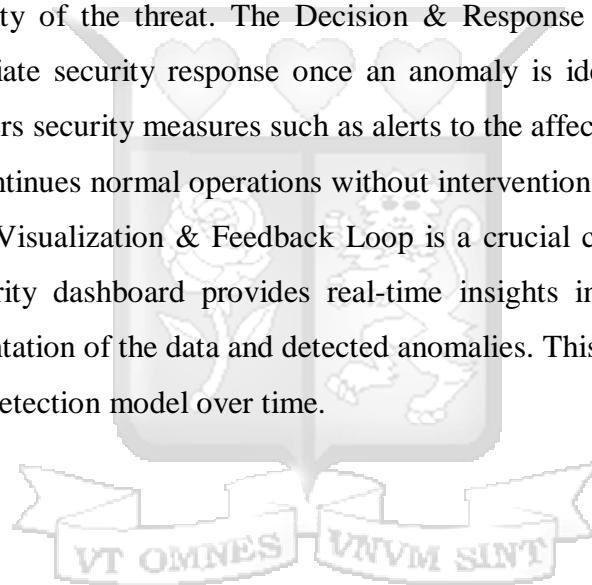 ty of the threat. The Decision & Response
iate security response once an anomaly is ide
rs security measures such as alerts to the affec
ntinues normal operations without intervention
Visualization & Feedback Loop is a crucial c
rity dashboard provides real-time insights in
ntation of the data and detected anomalies. This
detection model over time.
VT OMNES VNVM SINT